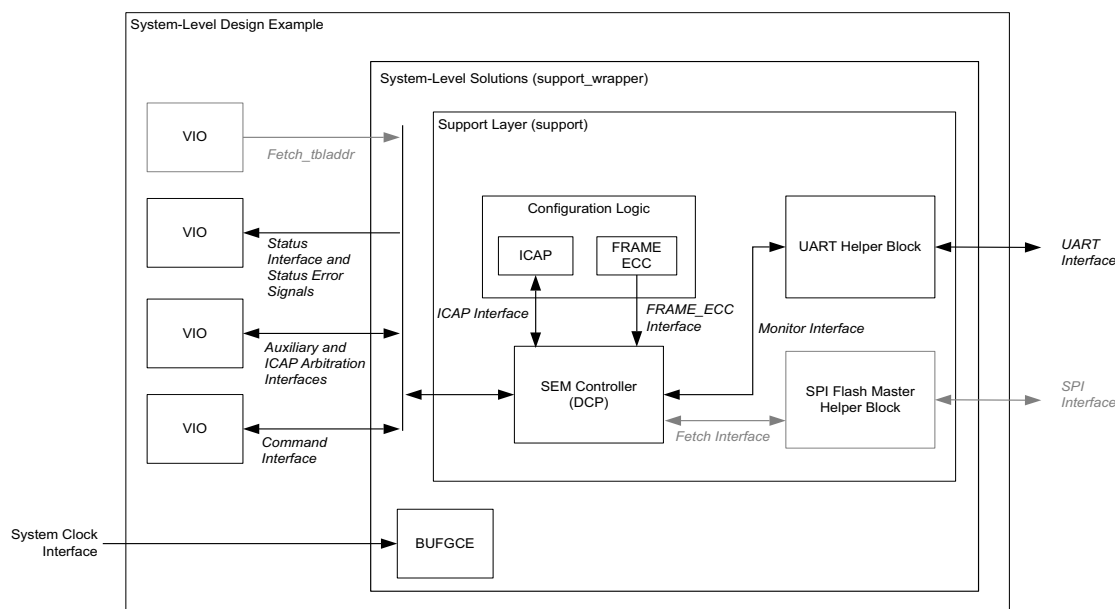 System-Level Design Example
System-Level Solutions (support_wrapper)
Support Layer (support)
VIO
Fetch_tbladdr
VIO
Status
Interface and
Status Error
Signals
VIO
Auxiliary and
ICAP Arbitration
Interfaces
VIO
Command
Interface
Configuration Logic
ICAP
FRAME
ECC
ICAP Interface
FRAME_ECC
Interface
SEM Controller
(DCP)
Monitor Interface
Fetch Interface
UART Helper Block
UART
Interface
SPI Flash Master
Helper Block
SPI
Interface
System Clock
Interface
BUFGCE